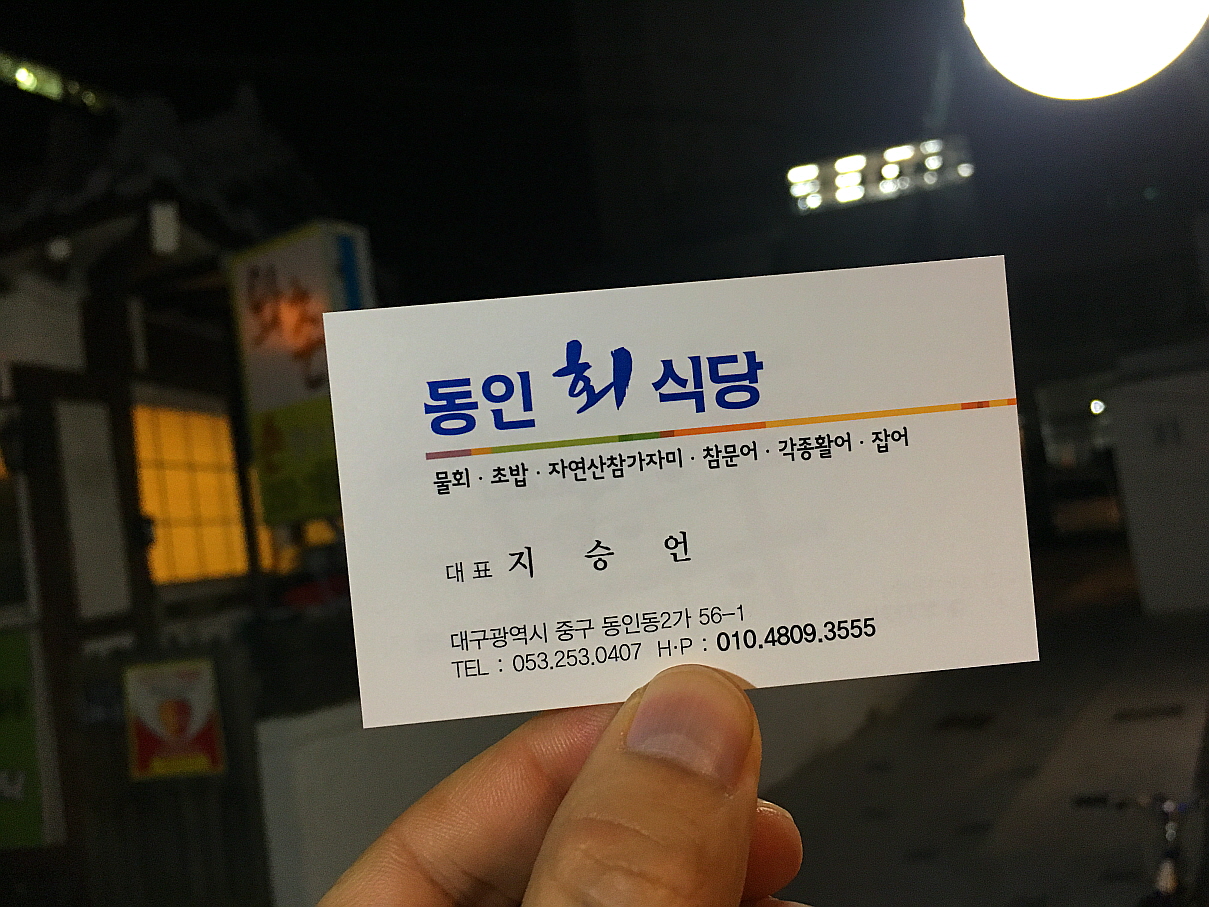 동인 회 식당
물회 · 초밥 · 자연산참가자미 · 참문어 · 각종활어 · 잡어
대표 지 승 언
대구광역시 중구 동인동2가 56-1
TEL : 053.253.0407 H·P : 010.4809.3555